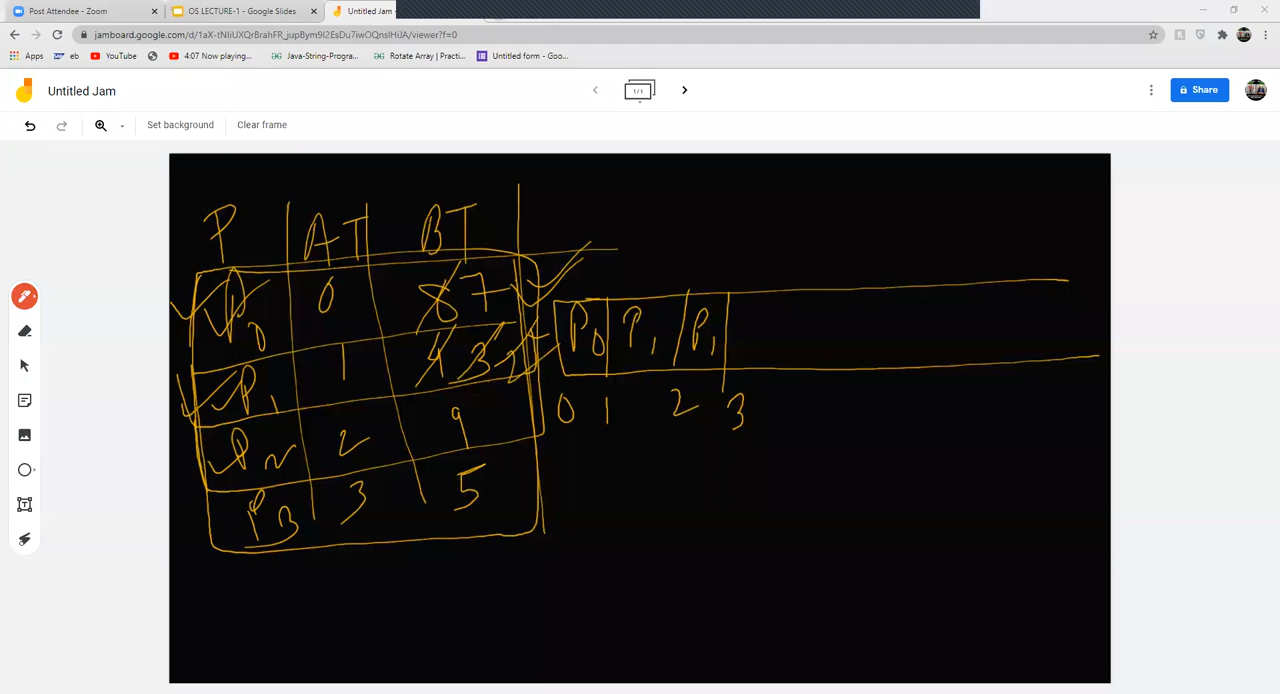 Post Attendee - Zoom
OS LECTURE-1 - Google Slides
Untitled Jam -
jamboard.google.com/d/1aX-tNIiUXQrBrahFR_jupBym9I2EsDu7iwOQnsIHiJA/viewer?f=0
Apps
eb
YouTube
4:07 Now playing...
Java-String-Progra...
Rotate Array | Practi...
Untitled form - Goo...
Untitled Jam
1/1
Share
Set background
Clear frame
P AT BT
P0 0 8 7
P1 1 4 3 2
P2 2 9
P3 3 5
P0 P1 P1
0 1 2 3